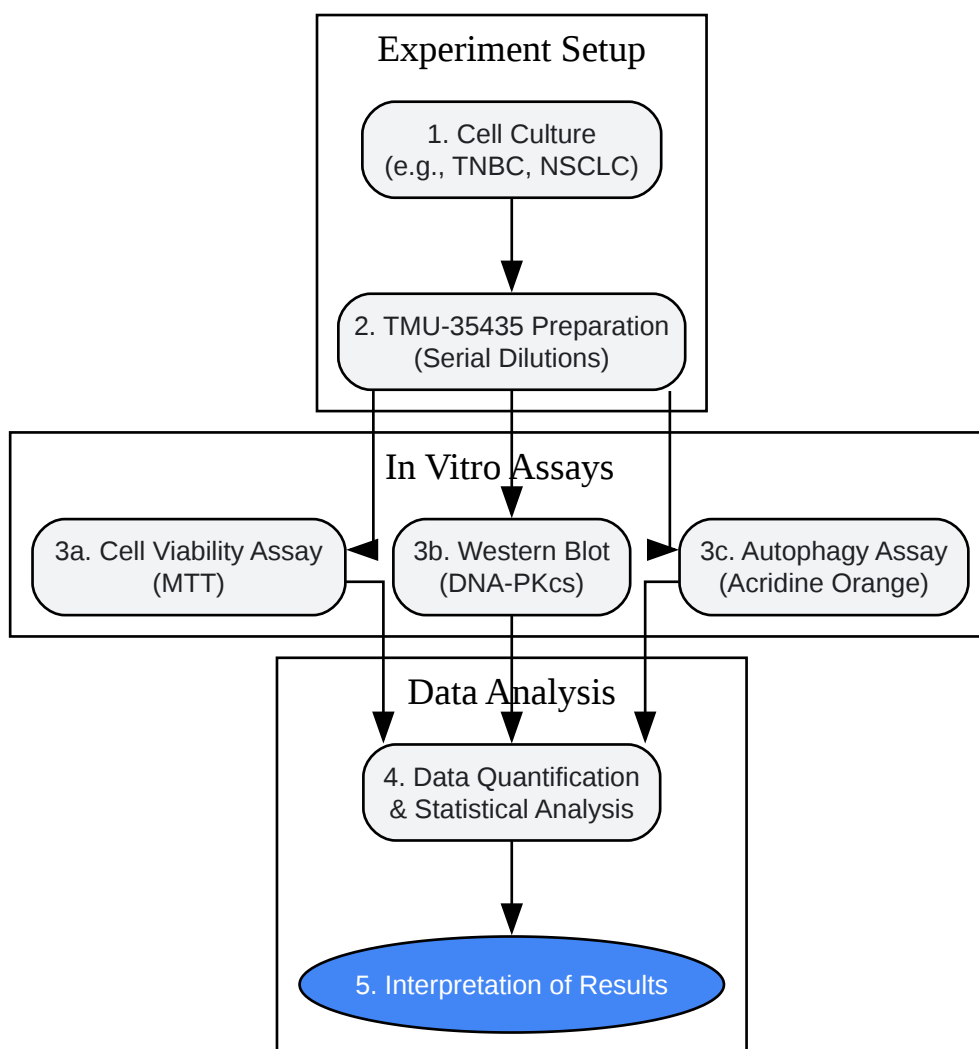 Experiment Setup
1. Cell Culture
(e.g., TNBC, NSCLC)
2. TMU-35435 Preparation
(Serial Dilutions)
In Vitro Assays
3a. Cell Viability Assay
(MTT)
3b. Western Blot
(DNA-PKcs)
3c. Autophagy Assay
(Acridine Orange)
Data Analysis
4. Data Quantification
& Statistical Analysis
5. Interpretation of Results